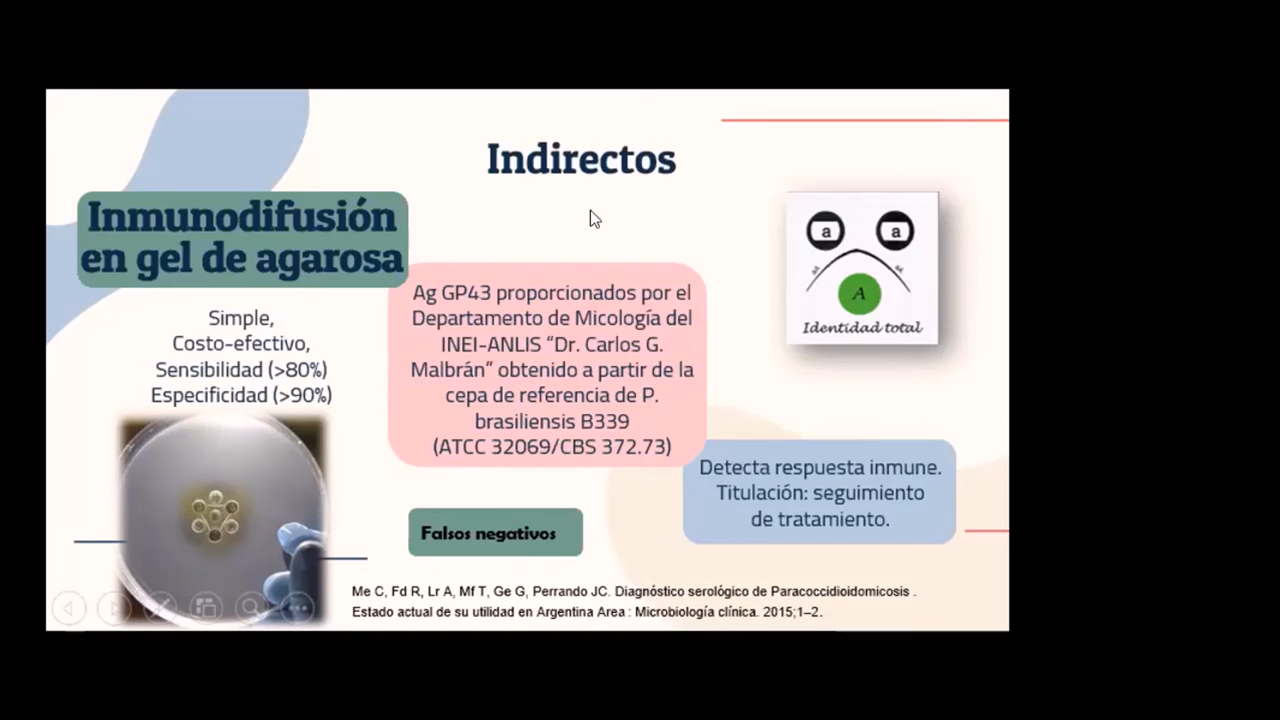 Indirectos
Inmunodifusión
en gel de agarosa
Simple,
Costo-efectivo,
Sensibilidad (>80%)
Especificidad (>90%)
Ag GP43 proporcionados por el
Departamento de Micología del
INEI-ANLIS “Dr. Carlos G.
Malbrán” obtenido a partir de la
cepa de referencia de P.
brasiliensis B339
(ATCC 32069/CBS 372.73)
a a
A
Identidad total
Detecta respuesta inmune.
Titulación: seguimiento
de tratamiento.
Falsos negativos
Me C, Fd R, Lr A, Mf T, Ge G, Perrando JC. Diagnóstico serológico de Paracoccidioidomicosis .
Estado actual de su utilidad en Argentina Area : Microbiología clínica. 2015;1–2.